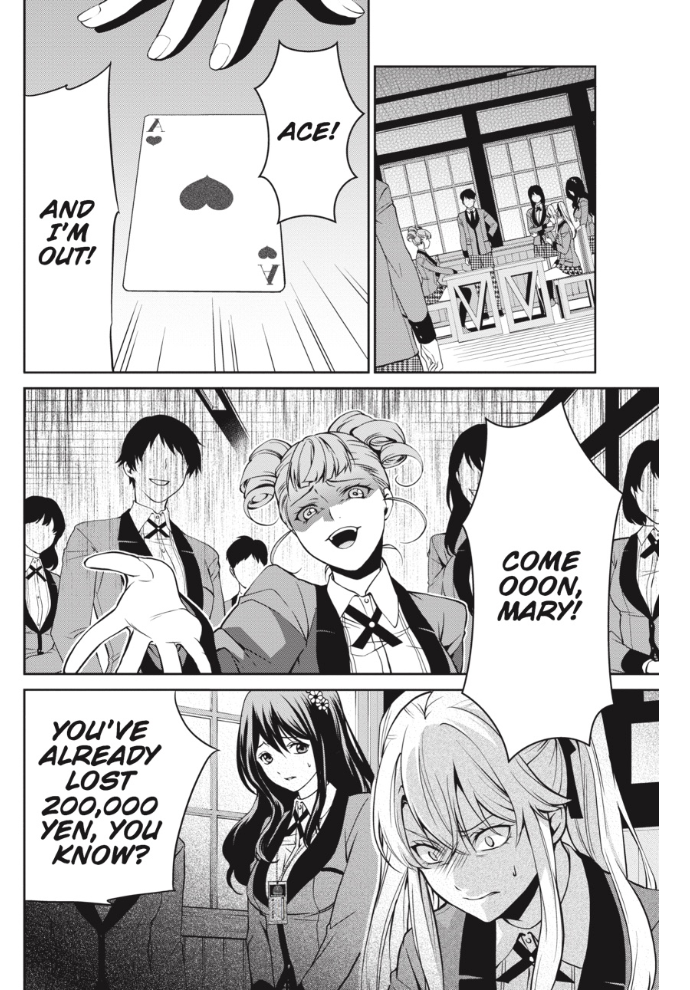 ACE!
A
A
AND
I'M
OUT!
COME
OOON,
MARY!
YOU'VE
ALREADY
LOST
200,000
YEN, YOU
KNOW?